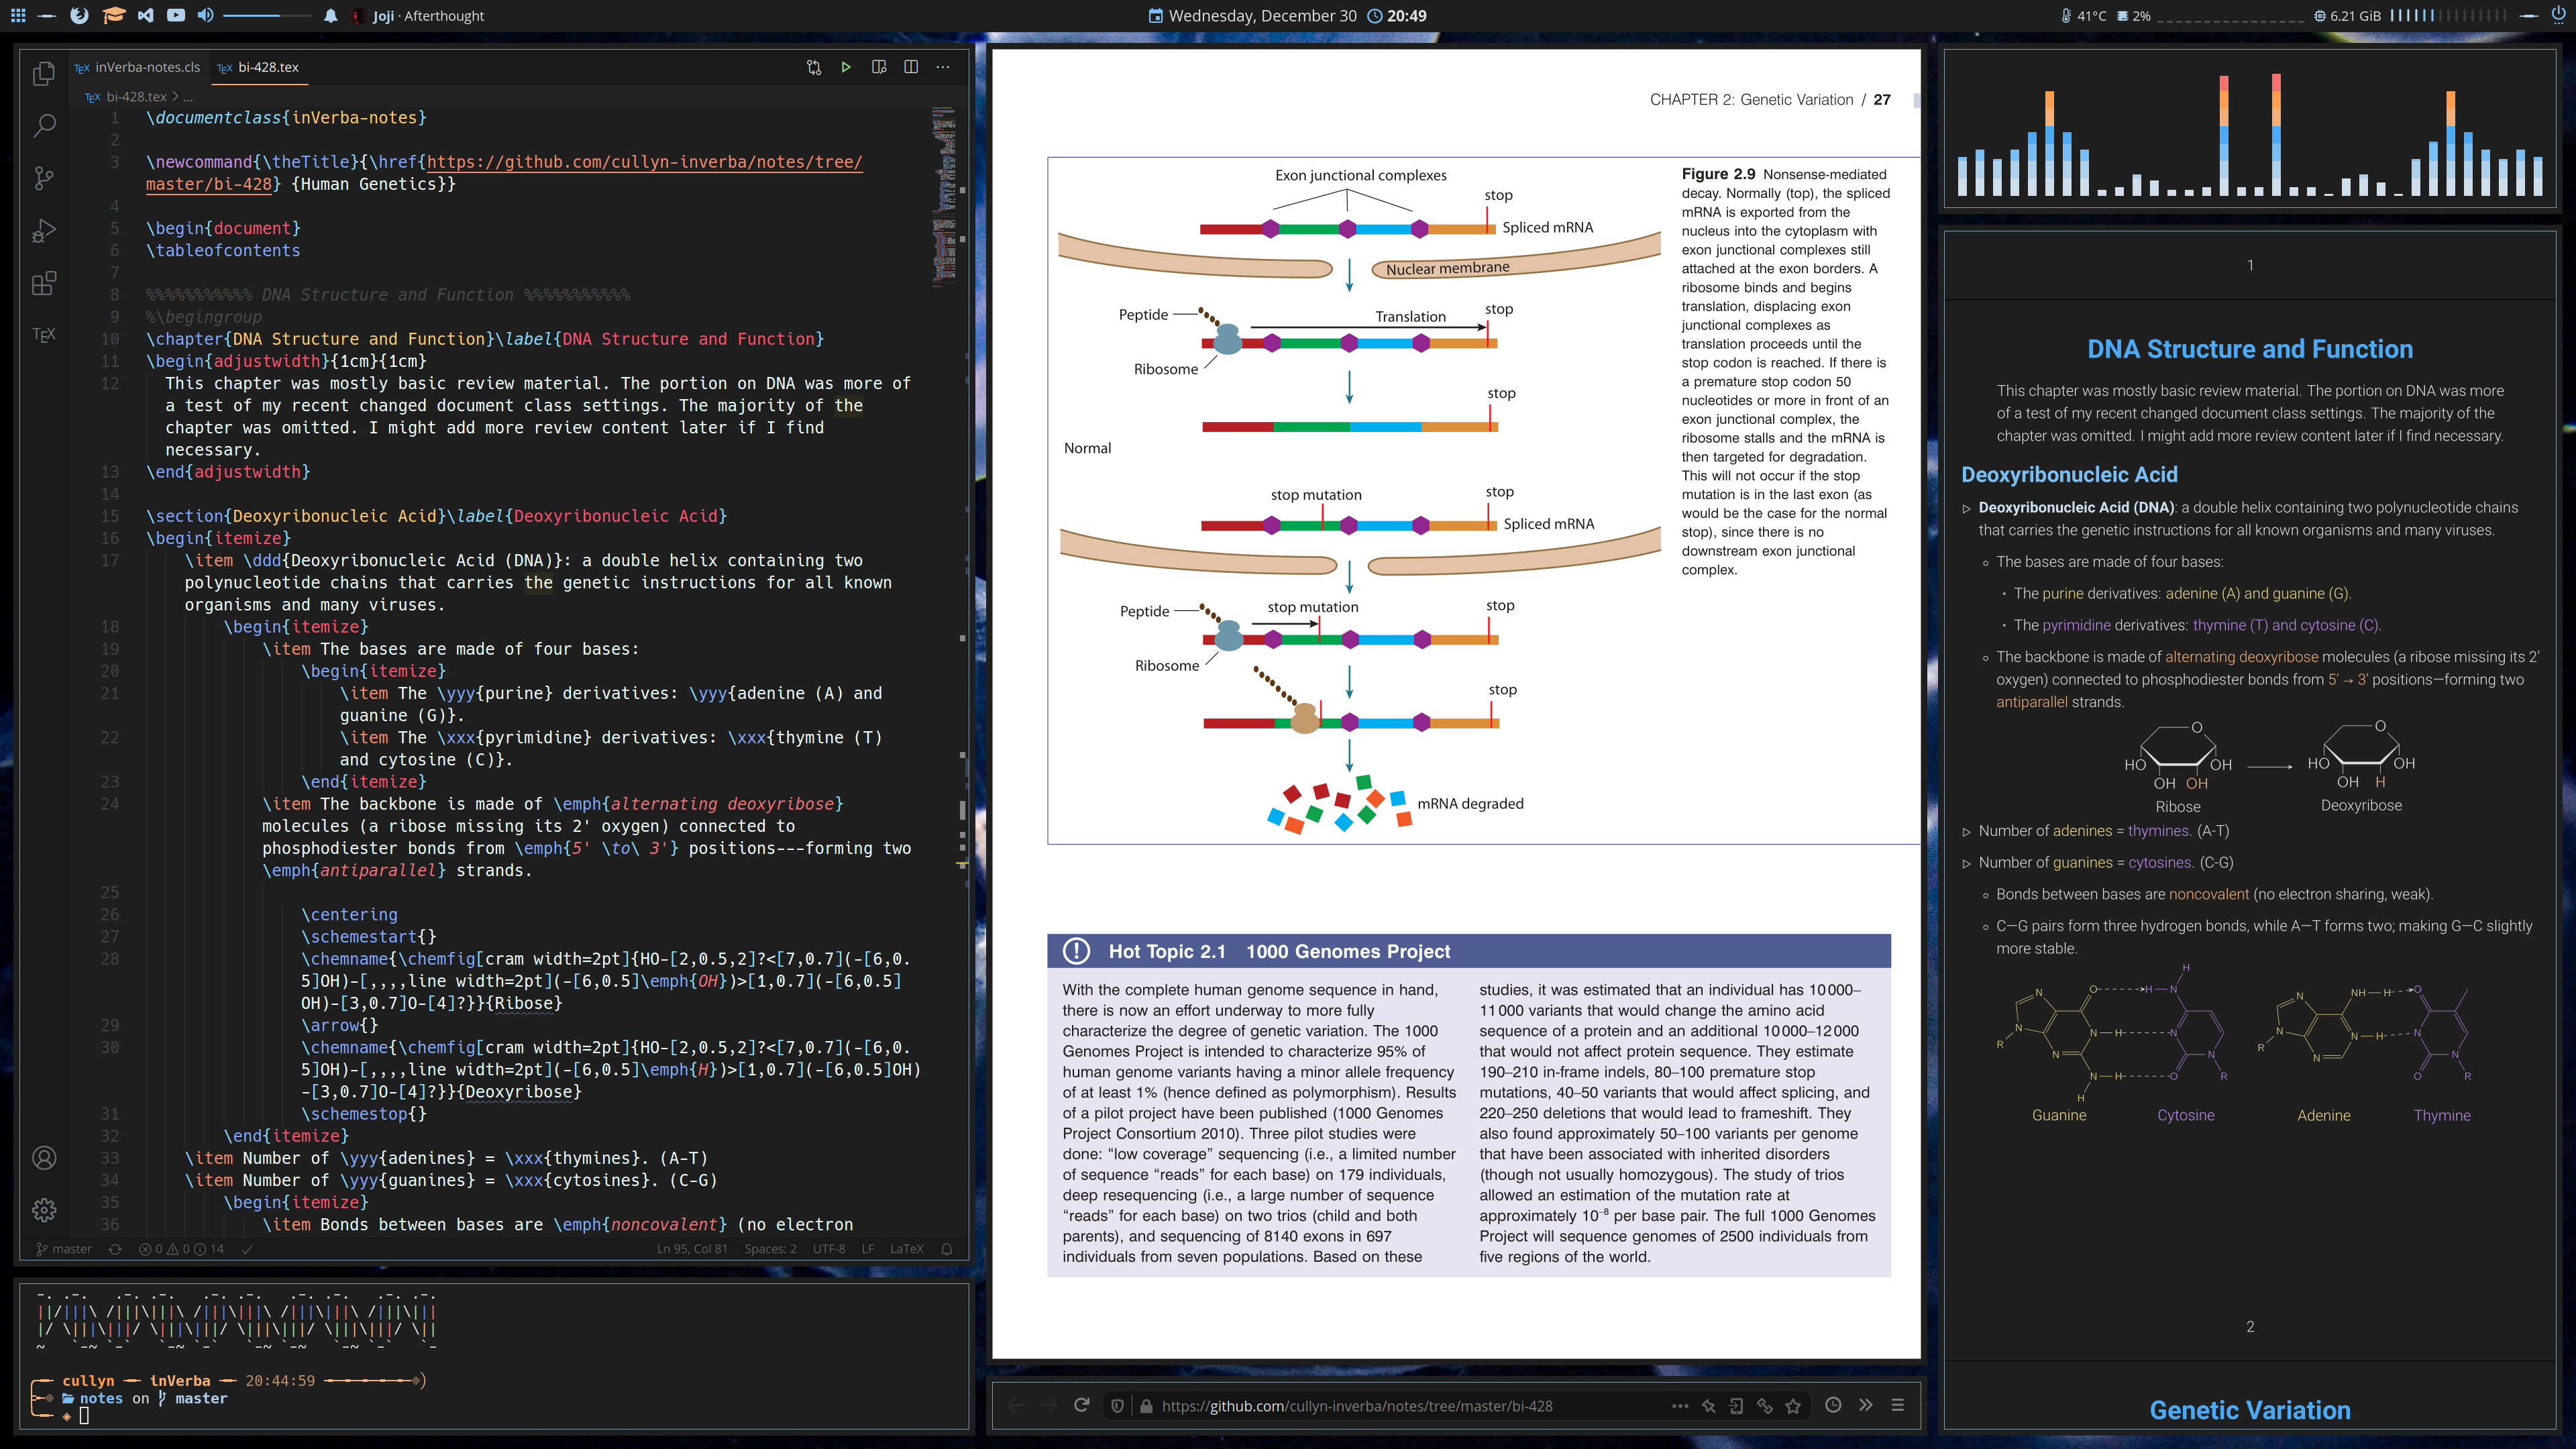 Joji · Afterthought
Wednesday, December 30 20:49
41°C 2% 6.21 GiB
inVerba-notes.cls
bi-428.tex
bi-428.tex > ...
1 \documentclass{inVerba-notes}
2
3 \newcommand{\theTitle}{\href{https://github.com/cullyn-inverba/notes/tree/
master/bi-428} {Human Genetics}}
4
5 \begin{document}
6 \tableofcontents
7
8 %%%%%%%%%%% DNA Structure and Function %%%%%%%%%%%
9 %\begingroup
10 \chapter{DNA Structure and Function}\label{DNA Structure and Function}
11 \begin{adjustwidth}{1cm}{1cm}
12 This chapter was mostly basic review material. The portion on DNA was more of
a test of my recent changed document class settings. The majority of the
chapter was omitted. I might add more review content later if I find
necessary.
13 \end{adjustwidth}
14
15 \section{Deoxyribonucleic Acid}\label{Deoxyribonucleic Acid}
16 \begin{itemize}
17 \item \ddd{Deoxyribonucleic Acid (DNA)}: a double helix containing two
polynucleotide chains that carries the genetic instructions for all known
organisms and many viruses.
18 \begin{itemize}
19 \item The bases are made of four bases:
20 \begin{itemize}
21 \item The \yyy{purine} derivatives: \yyy{adenine (A) and
guanine (G)}.
22 \item The \xxx{pyrimidine} derivatives: \xxx{thymine (T)
and cytosine (C)}.
23 \end{itemize}
24 \item The backbone is made of \emph{alternating deoxyribose}
molecules (a ribose missing its 2' oxygen) connected to
phosphodiester bonds from \emph{5' \to\ 3'} positions---forming two
\emph{antiparallel} strands.
25
26 \centering
27 \schemestart{}
28 \chemname{\chemfig[cram width=2pt]{HO-[2,0.5,2]?<[7,0.7](-[6,0.
5]OH)-[,,,,line width=2pt](-[6,0.5]\emph{OH})>[1,0.7](-[6,0.5]
OH)-[3,0.7]O-[4]?}}{Ribose}
29 \arrow{}
30 \chemname{\chemfig[cram width=2pt]{HO-[2,0.5,2]?<[7,0.7](-[6,0.
5]OH)-[,,,,line width=2pt](-[6,0.5]\emph{H})>[1,0.7](-[6,0.5]OH)
-[3,0.7]O-[4]?}}{Deoxyribose}
31 \schemestop{}
32 \end{itemize}
33 \item Number of \yyy{adenines} = \xxx{thymines}. (A-T)
34 \item Number of \yyy{guanines} = \xxx{cytosines}. (C-G)
35 \begin{itemize}
36 \item Bonds between bases are \emph{noncovalent} (no electron
master 0 0 14 Ln 95, Col 81 Spaces: 2 UTF-8 LF LaTeX
cullyn — inVerba — 20:44:59
notes on master
CHAPTER 2: Genetic Variation / 27
Exon junctional complexes
stop
Spliced mRNA
Nuclear membrane
Peptide
Translation
stop
Ribosome
stop
Normal
stop mutation
stop
Spliced mRNA
Peptide
stop mutation
stop
Ribosome
stop
mRNA degraded
Figure 2.9 Nonsense-mediated
decay. Normally (top), the spliced
mRNA is exported from the
nucleus into the cytoplasm with
exon junctional complexes still
attached at the exon borders. A
ribosome binds and begins
translation, displacing exon
junctional complexes as
translation proceeds until the
stop codon is reached. If there is
a premature stop codon 50
nucleotides or more in front of an
exon junctional complex, the
ribosome stalls and the mRNA is
then targeted for degradation.
This will not occur if the stop
mutation is in the last exon (as
would be the case for the normal
stop), since there is no
downstream exon junctional
complex.
Hot Topic 2.1 1000 Genomes Project
With the complete human genome sequence in hand,
there is now an effort underway to more fully
characterize the degree of genetic variation. The 1000
Genomes Project is intended to characterize 95% of
human genome variants having a minor allele frequency
of at least 1% (hence defined as polymorphism). Results
of a pilot project have been published (1000 Genomes
Project Consortium 2010). Three pilot studies were
done: “low coverage” sequencing (i.e., a limited number
of sequence “reads” for each base) on 179 individuals,
deep resequencing (i.e., a large number of sequence
“reads” for each base) on two trios (child and both
parents), and sequencing of 8140 exons in 697
individuals from seven populations. Based on these
studies, it was estimated that an individual has 10 000–
11 000 variants that would change the amino acid
sequence of a protein and an additional 10 000–12 000
that would not affect protein sequence. They estimate
190–210 in-frame indels, 80–100 premature stop
mutations, 40–50 variants that would affect splicing, and
220–250 deletions that would lead to frameshift. They
also found approximately 50–100 variants per genome
that have been associated with inherited disorders
(though not usually homozygous). The study of trios
allowed an estimation of the mutation rate at
approximately 10⁻⁸ per base pair. The full 1000 Genomes
Project will sequence genomes of 2500 individuals from
five regions of the world.
https://github.com/cullyn-inverba/notes/tree/master/bi-428
1
DNA Structure and Function
This chapter was mostly basic review material. The portion on DNA was more
of a test of my recent changed document class settings. The majority of the
chapter was omitted. I might add more review content later if I find necessary.
Deoxyribonucleic Acid
▹ Deoxyribonucleic Acid (DNA): a double helix containing two polynucleotide chains
that carries the genetic instructions for all known organisms and many viruses.
∘ The bases are made of four bases:
· The purine derivatives: adenine (A) and guanine (G).
· The pyrimidine derivatives: thymine (T) and cytosine (C).
∘ The backbone is made of alternating deoxyribose molecules (a ribose missing its 2'
oxygen) connected to phosphodiester bonds from 5' → 3' positions—forming two
antiparallel strands.
O O
HO OH HO OH
OH OH OH H
Ribose Deoxyribose
▹ Number of adenines = thymines. (A-T)
▹ Number of guanines = cytosines. (C-G)
∘ Bonds between bases are noncovalent (no electron sharing, weak).
∘ C—G pairs form three hydrogen bonds, while A—T forms two; making G—C slightly
more stable.
H
N O H N N NH H O
N N H N N N H N
R N N R N N
N H O R O R
H
Guanine Cytosine Adenine Thymine
2
Genetic Variation